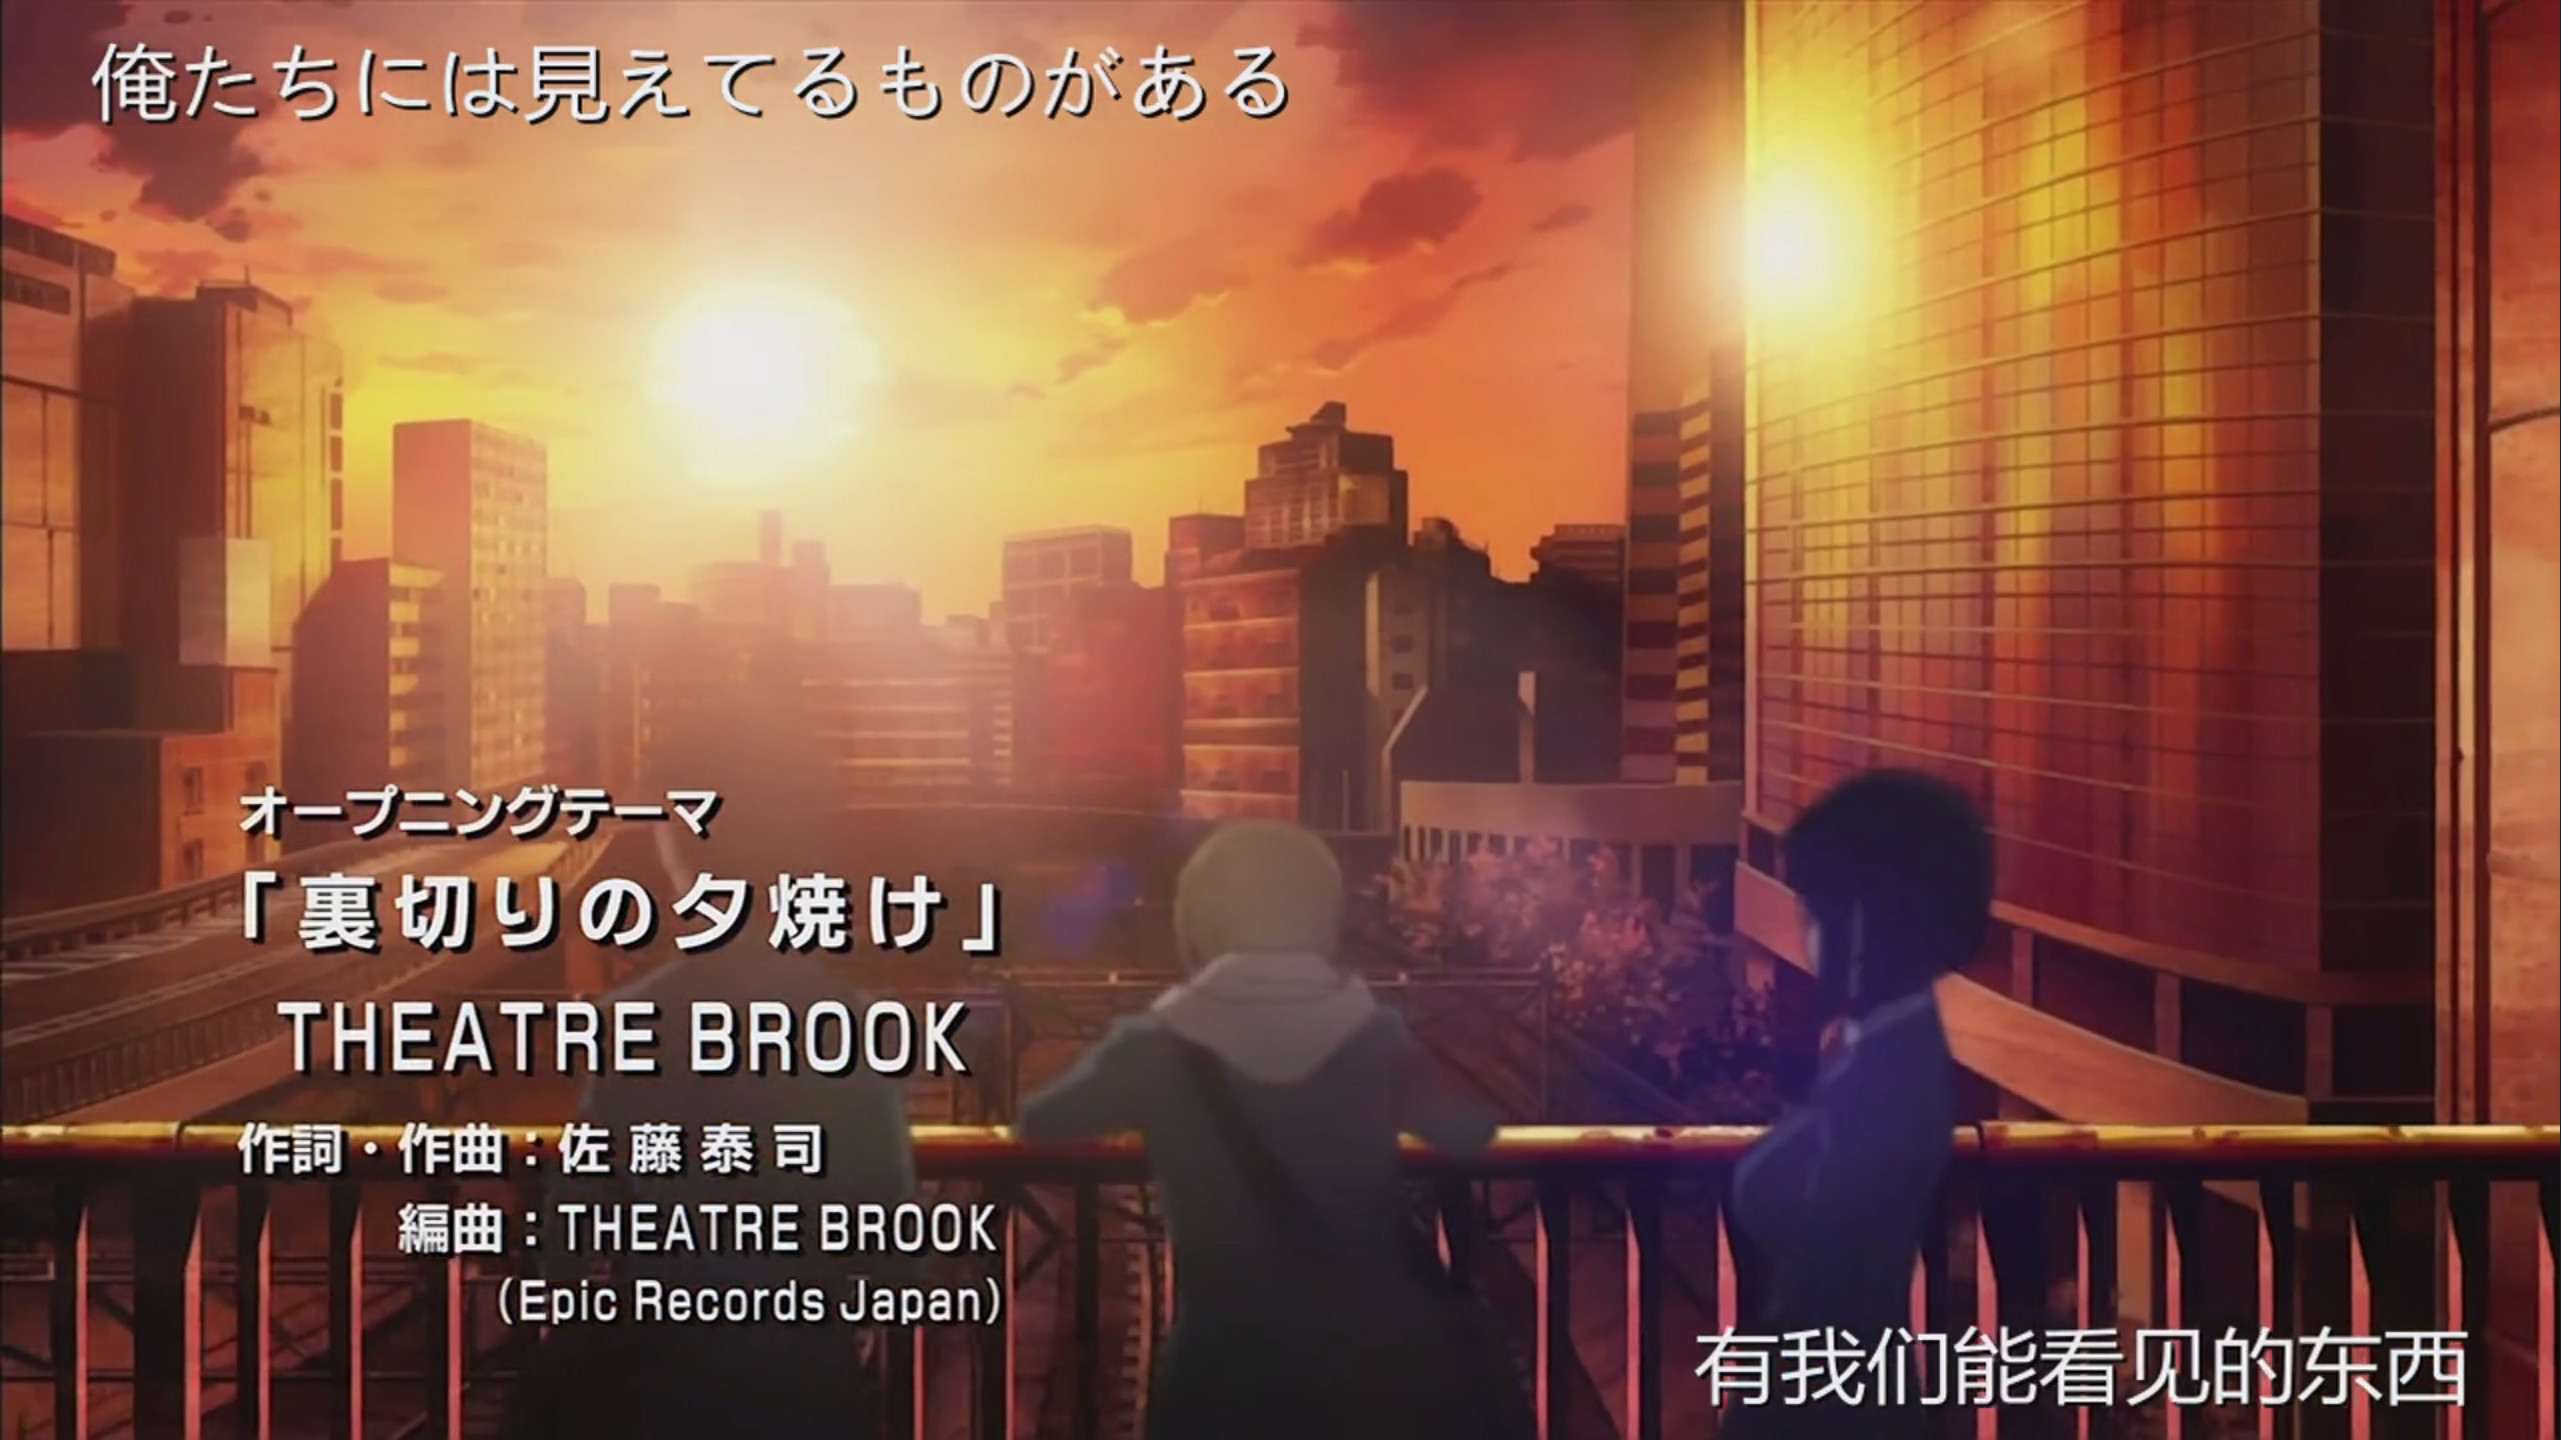 俺たちには見えてるものがある
オープニングテーマ
「裏切りの夕焼け」
THEATRE BROOK
作詞・作曲：佐藤泰司
編曲：THEATRE BROOK
(Epic Records Japan)
有我们能看见的东西